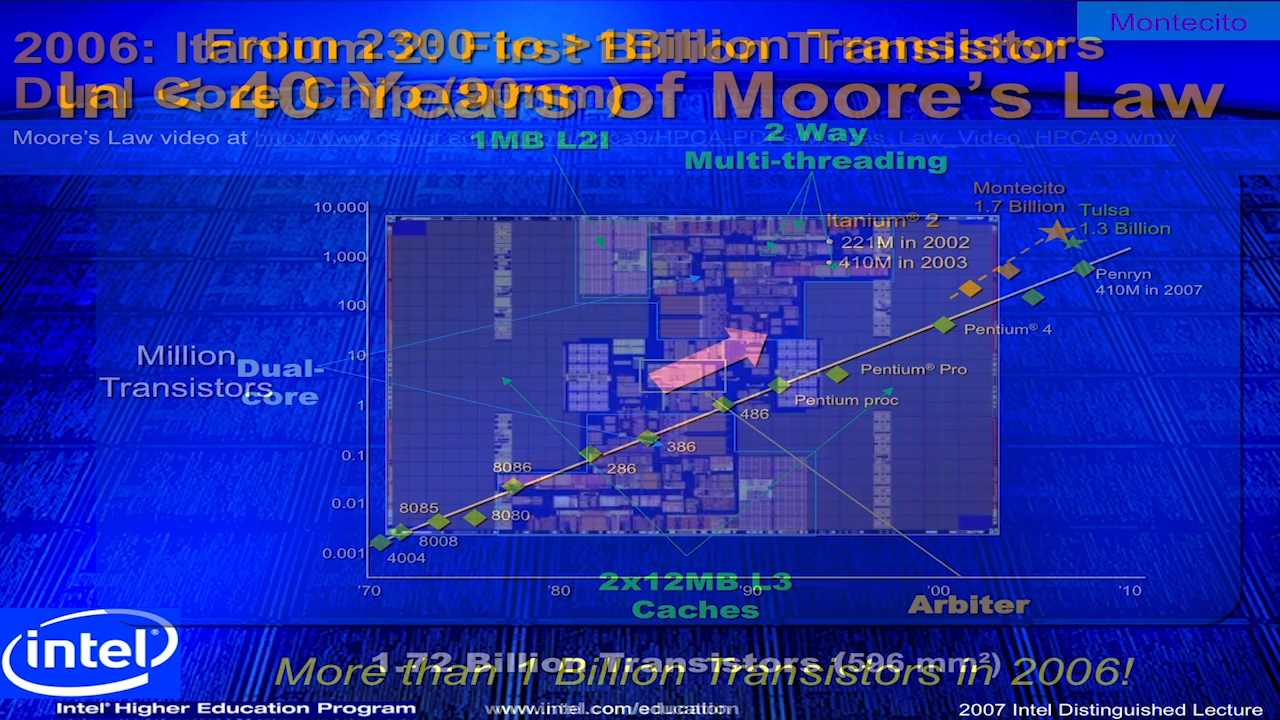 Montecito
2006: Itanium 2: First Billion Transistor
Dual Core Chip (90nm)
From 2300 to >1Billion Transistors
In < 40 Years of Moore's Law
Moore's Law video at http://www.cs.ucr.edu/
1MB L2I
2 Way
Multi-threading
Montecito
1.7 Billion
Tulsa
1.3 Billion
Itanium® 2
• 221M in 2002
• 410M in 2003
Penryn
410M in 2007
Pentium® 4
Pentium® Pro
Pentium proc
486
386
286
8086
8080
8085
8008
4004
10,000
1,000
100
10
1
0.1
0.01
0.001
Million
Transistors
Dual-
core
'70
'80
'90
'00
'10
2x12MB L3
Caches
Arbiter
1.72 Billion Transistors (596 mm²)
More than 1 Billion Transistors in 2006!
intel®
Intel® Higher Education Program
www.intel.com/education
2007 Intel Distinguished Lecture